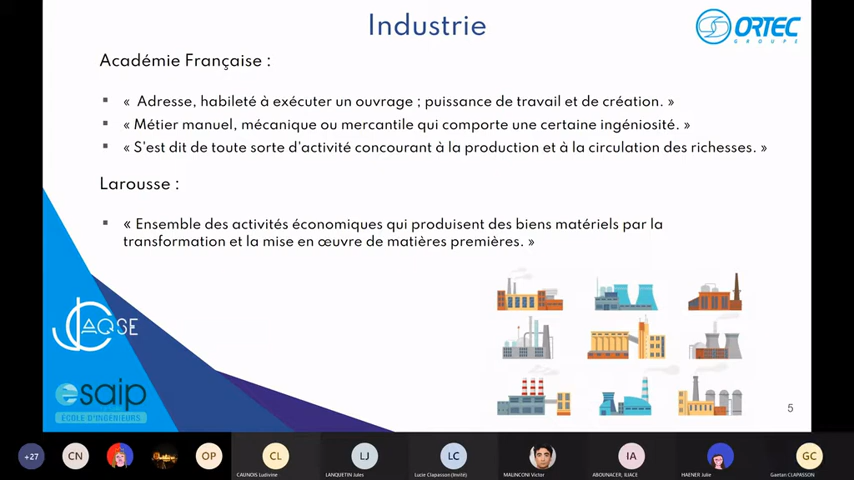 Industrie
ORTEC
GROUPE
Académie Française :
« Adresse, habileté à exécuter un ouvrage ; puissance de travail et de création. »
« Métier manuel, mécanique ou mercantile qui comporte une certaine ingéniosité. »
« S'est dit de toute sorte d'activité concourant à la production et à la circulation des richesses. »
Larousse :
« Ensemble des activités économiques qui produisent des biens matériels par la
transformation et la mise en œuvre de matières premières. »
JC AQSE
esaip
ÉCOLE D'INGÉNIEURS
5
+27
CN
OP
CL
LJ
LC
IA
GC
CAUNOIS Ludivine
LANQUETIN Jules
Lucie Clapasson (Invité)
MALINCONI Victor
ABOUNACER, ILIACE
HAENER Julie
Gaetan CLAPASSON